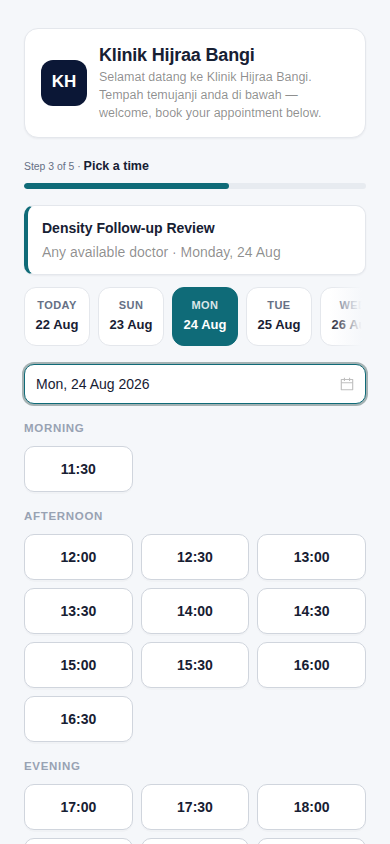 KH
Klinik Hijraa Bangi
Selamat datang ke Klinik Hijraa Bangi.
Tempah temujanji anda di bawah —
welcome, book your appointment below.
Step 3 of 5 · Pick a time
Density Follow-up Review
Any available doctor · Monday, 24 Aug
TODAY SUN MON TUE
22 Aug 23 Aug 24 Aug 25 Aug 26
Mon, 24 Aug 2026
MORNING
11:30
AFTERNOON
12:00 12:30 13:00
13:30 14:00 14:30
15:00 15:30 16:00
16:30
EVENING
17:00 17:30 18:00